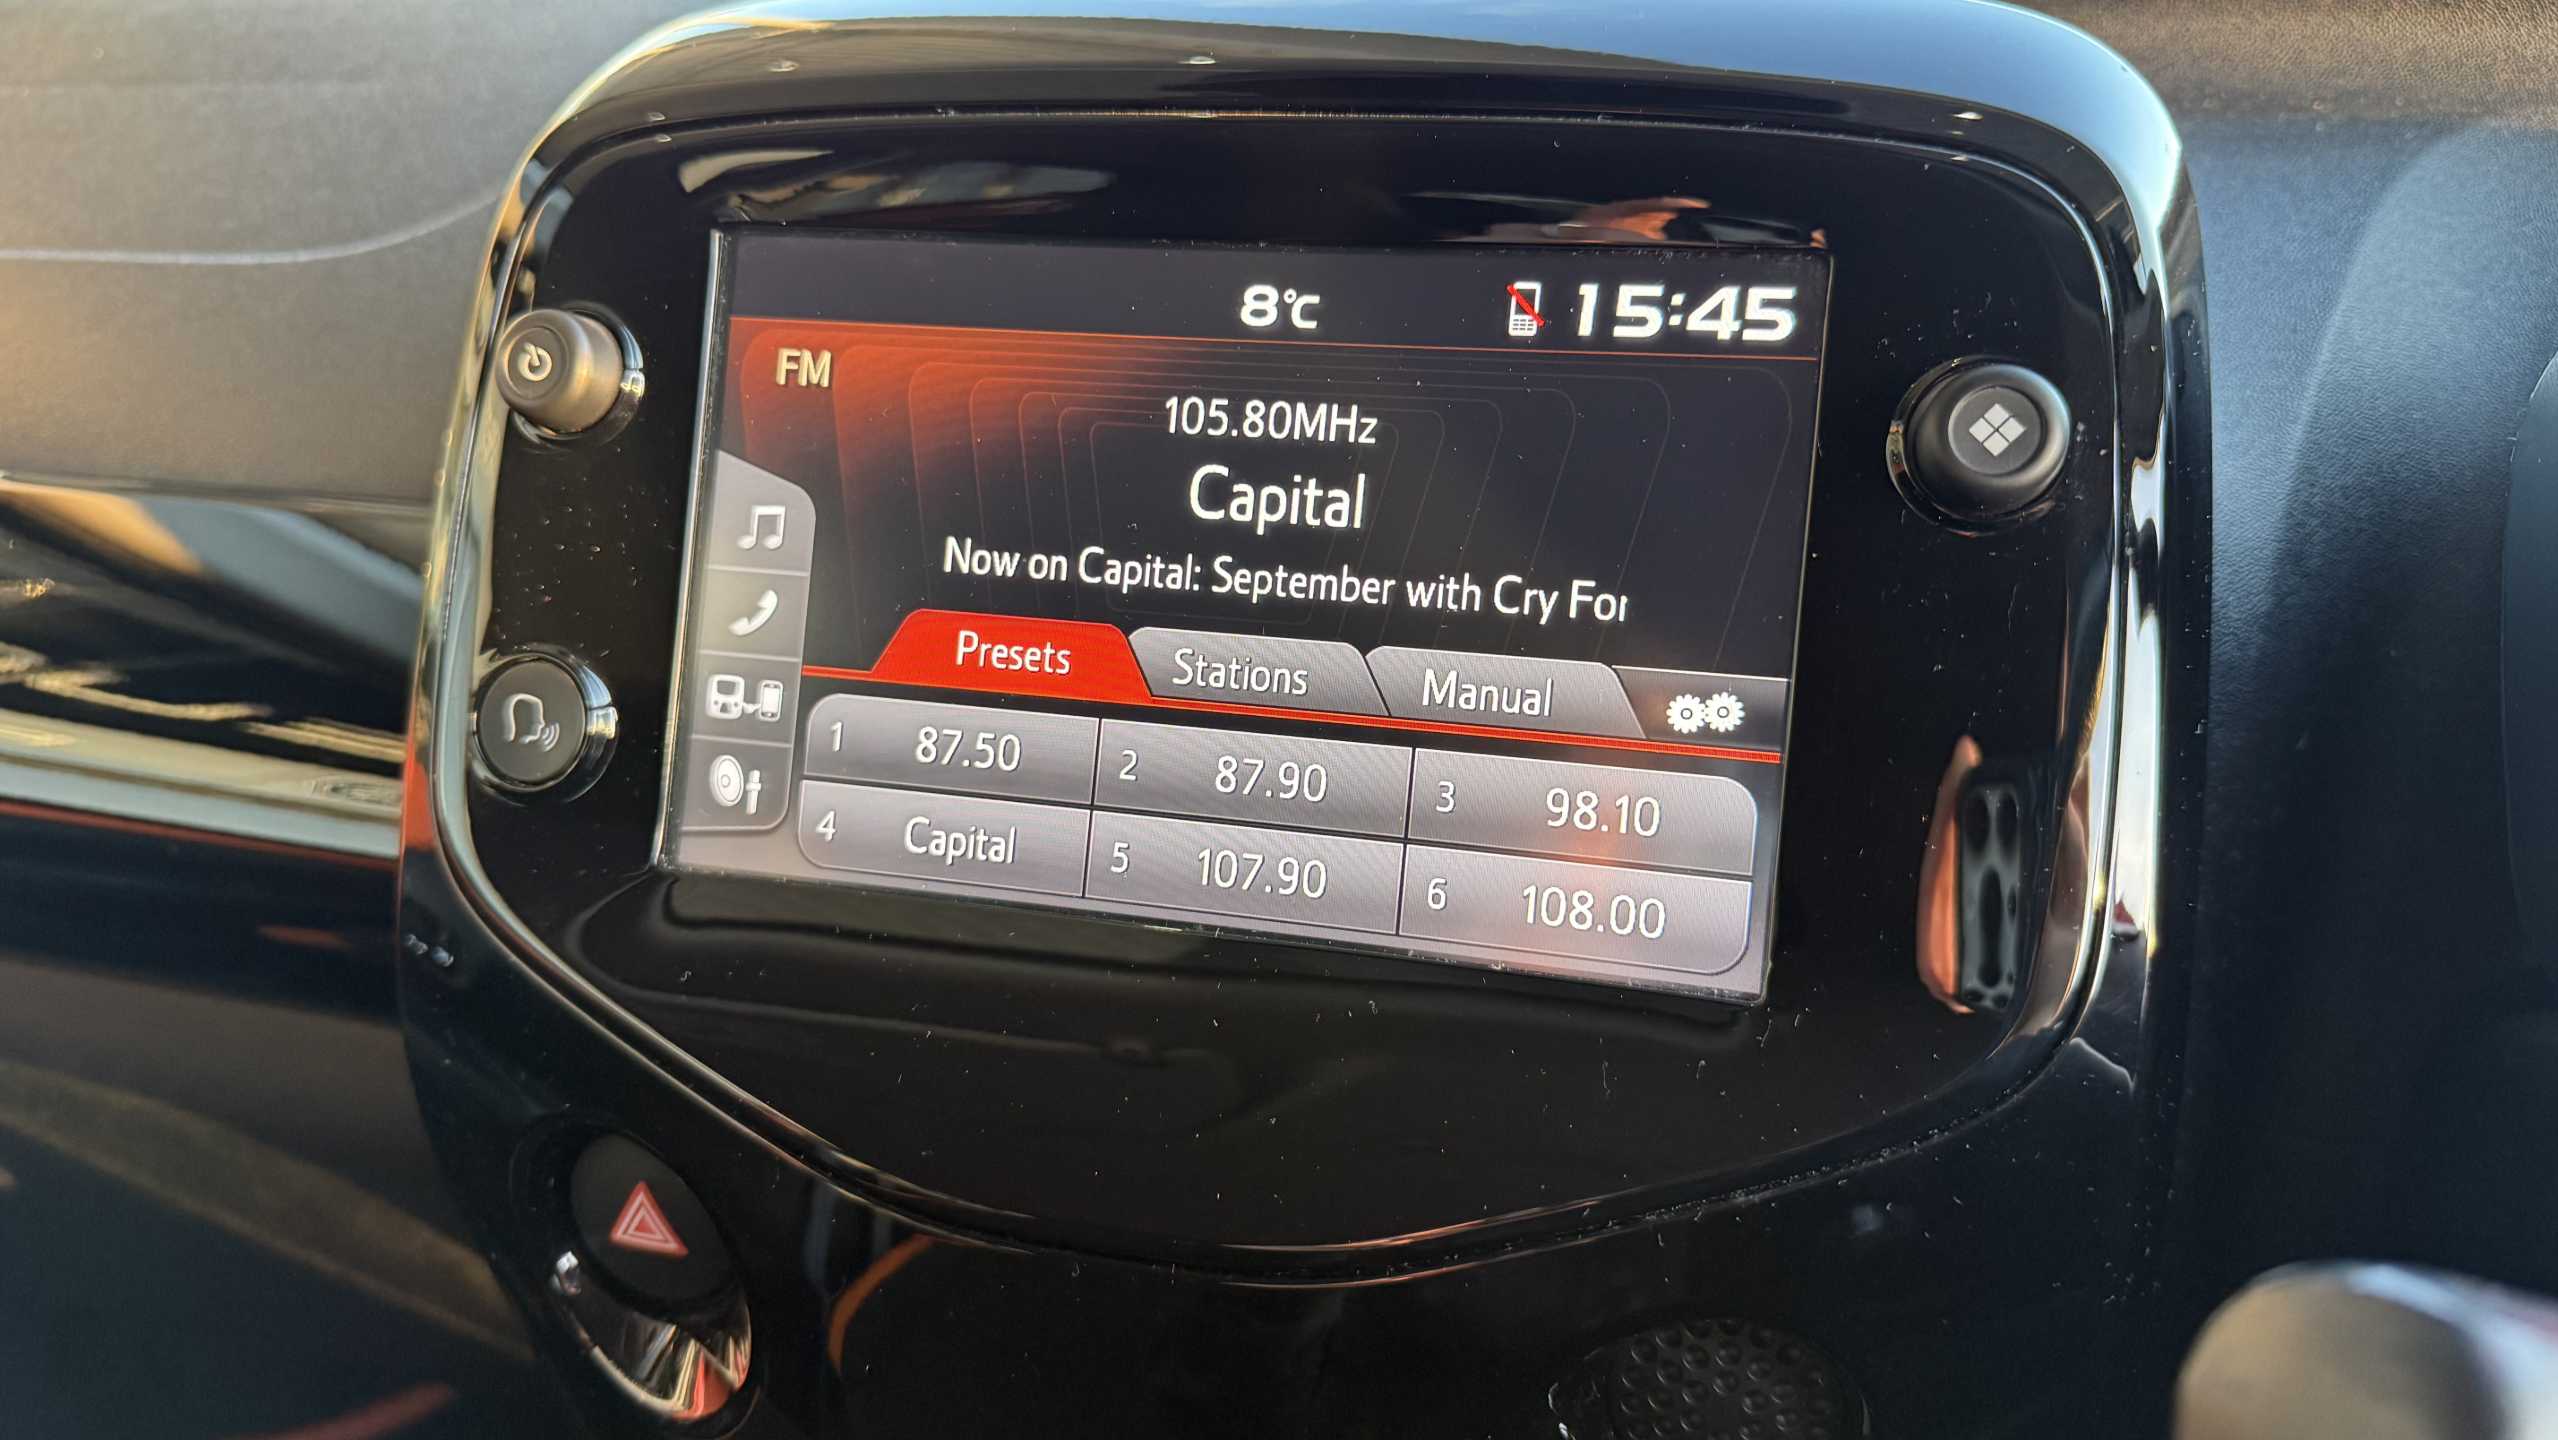 8°C 15:45
FM
105.80MHz
Capital
Now on Capital: September with Cry For
Presets Stations Manual
1 87.50 2 87.90 3 98.10
4 Capital 5 107.90 6 108.00